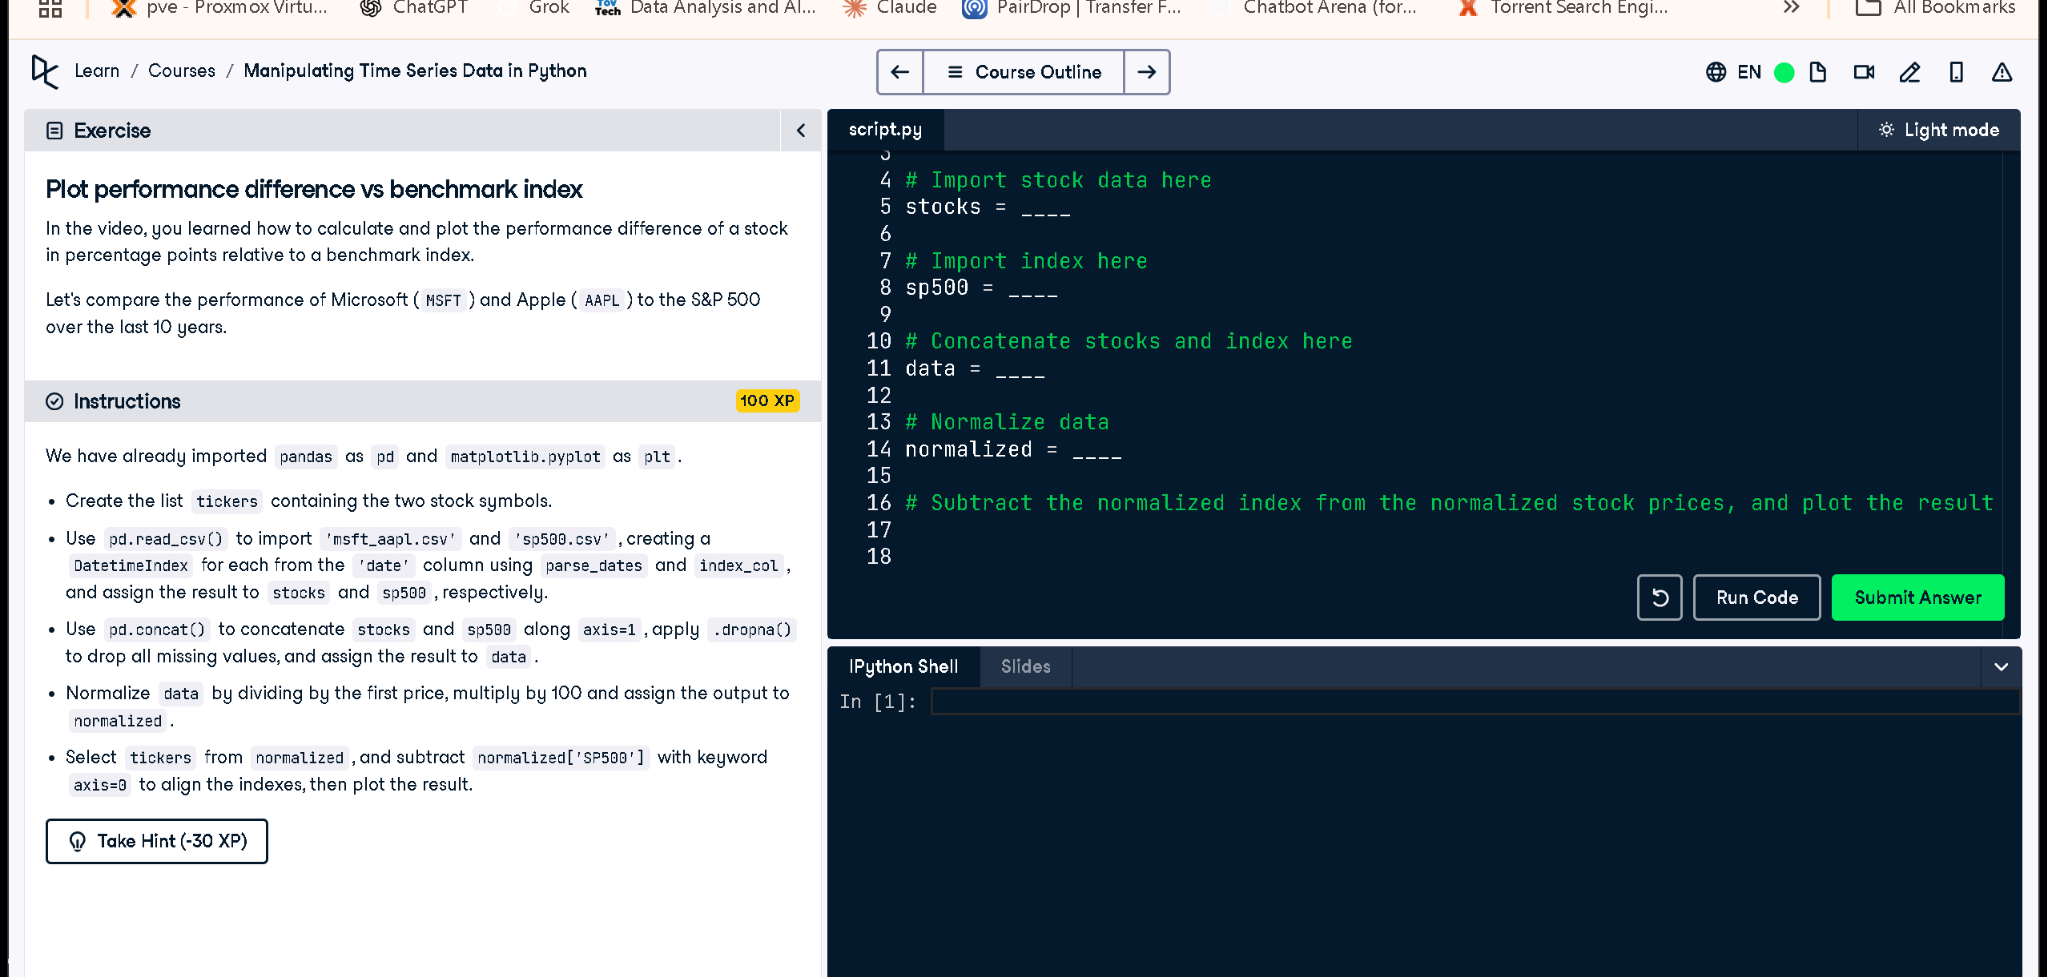 pve - Proxmox Virtu...
ChatGPT
Grok
Tech
Data Analysis and AI...
Claude
PairDrop | Transfer F...
Chatbot Arena (for...
Torrent Search Engi...
All Bookmarks
Learn / Courses / Manipulating Time Series Data in Python
Course Outline
EN
Exercise
Plot performance difference vs benchmark index
In the video, you learned how to calculate and plot the performance difference of a stock
in percentage points relative to a benchmark index.
Let's compare the performance of Microsoft ( MSFT ) and Apple ( AAPL ) to the S&P 500
over the last 10 years.
Instructions
100 XP
We have already imported pandas as pd and matplotlib.pyplot as plt .
• Create the list tickers containing the two stock symbols.
• Use pd.read_csv() to import 'msft_aapl.csv' and 'sp500.csv' , creating a
DatetimeIndex for each from the 'date' column using parse_dates and index_col ,
and assign the result to stocks and sp500 , respectively.
• Use pd.concat() to concatenate stocks and sp500 along axis=1 , apply .dropna()
to drop all missing values, and assign the result to data .
• Normalize data by dividing by the first price, multiply by 100 and assign the output to
normalized .
• Select tickers from normalized , and subtract normalized['SP500'] with keyword
axis=0 to align the indexes, then plot the result.
Take Hint (-30 XP)
script.py
Light mode
3
4 # Import stock data here
5 stocks = ____
6
7 # Import index here
8 sp500 = ____
9
10 # Concatenate stocks and index here
11 data = ____
12
13 # Normalize data
14 normalized = ____
15
16 # Subtract the normalized index from the normalized stock prices, and plot the result
17
18
Run Code
Submit Answer
IPython Shell
Slides
In [1]: